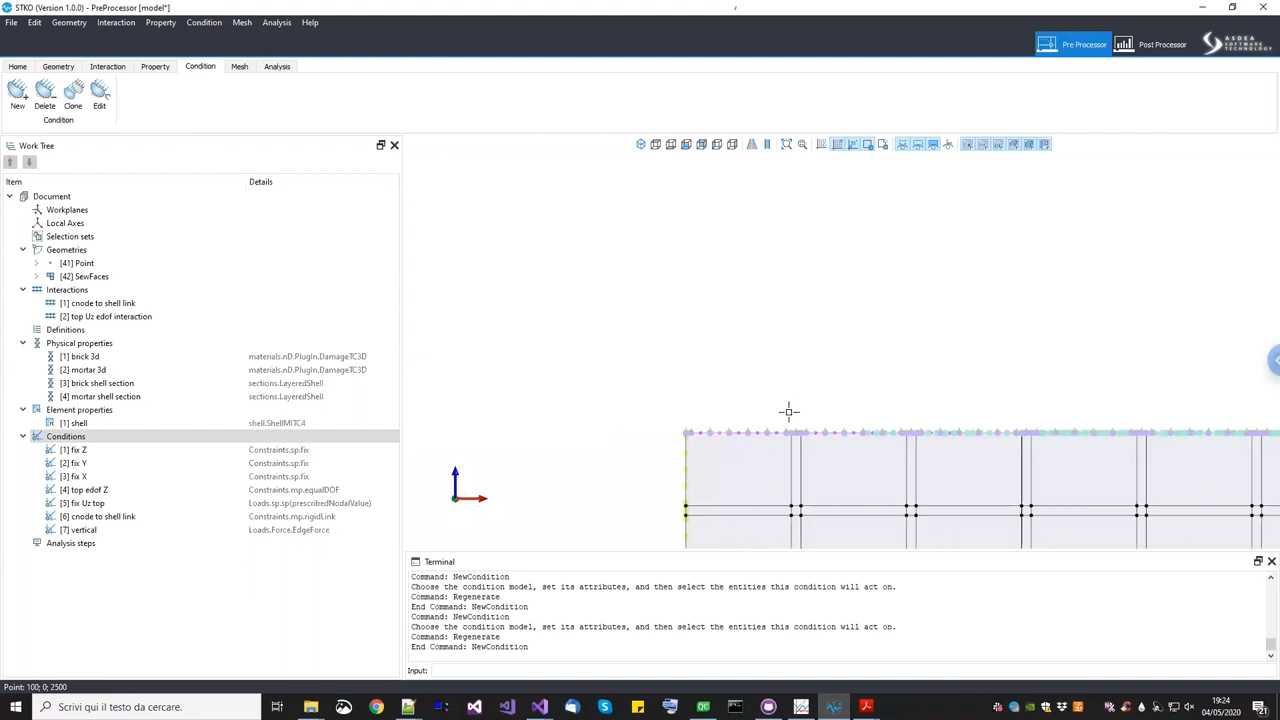 STKO (Version 1.0.0) - PreProcessor [model*]
File Edit Geometry Interaction Property Condition Mesh Analysis Help
Pre Processor Post Processor ASDEA SOFTWARE TECHNOLOGY
Home Geometry Interaction Property Condition Mesh Analysis
New Delete Clone Edit
Condition
Work Tree
Item Details
Document
Workplanes
Local Axes
Selection sets
Geometries
[41] Point
[42] SewFaces
Interactions
[1] cnode to shell link
[2] top Uz edof interaction
Definitions
Physical properties
[1] brick 3d materials.nD.PlugIn.DamageTC3D
[2] mortar 3d materials.nD.PlugIn.DamageTC3D
[3] brick shell section sections.LayeredShell
[4] mortar shell section sections.LayeredShell
Element properties
[1] shell shell.ShellMITC4
Conditions
[1] fix Z Constraints.sp.fix
[2] fix Y Constraints.sp.fix
[3] fix X Constraints.sp.fix
[4] top edof Z Constraints.mp.equalDOF
[5] fix Uz top Loads.sp.sp(prescribedNodalValue)
[6] cnode to shell link Constraints.mp.rigidLink
[7] vertical Loads.Force.EdgeForce
Analysis steps
Terminal
Command: NewCondition
Choose the condition model, set its attributes, and then select the entities this condition will act on.
Command: Regenerate
End Command: NewCondition
Command: NewCondition
Choose the condition model, set its attributes, and then select the entities this condition will act on.
Command: Regenerate
End Command: NewCondition
Input:
Point: 100; 0; 2500
Scrivi qui il testo da cercare.
19:24
04/05/2020